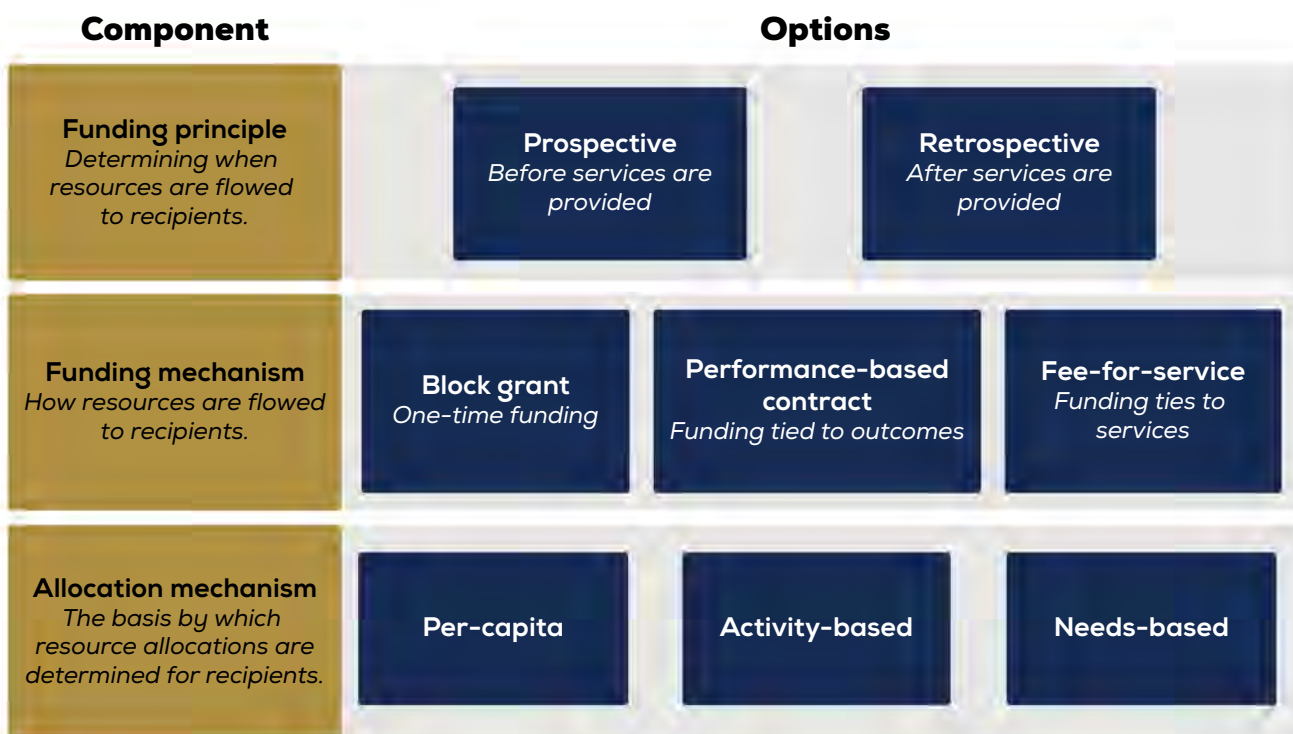 Component
Options
Funding principle
Determining when
resources are flowed
to recipients.
Prospective
Before services are
provided
Retrospective
After services are
provided
Funding mechanism
How resources are flowed
to recipients.
Block grant
One-time funding
Performance-based
contract
Funding tied to outcomes
Fee-for-service
Funding ties to
services
Allocation mechanism
The basis by which
resource allocations are
determined for recipients.
Per-capita
Activity-based
Needs-based